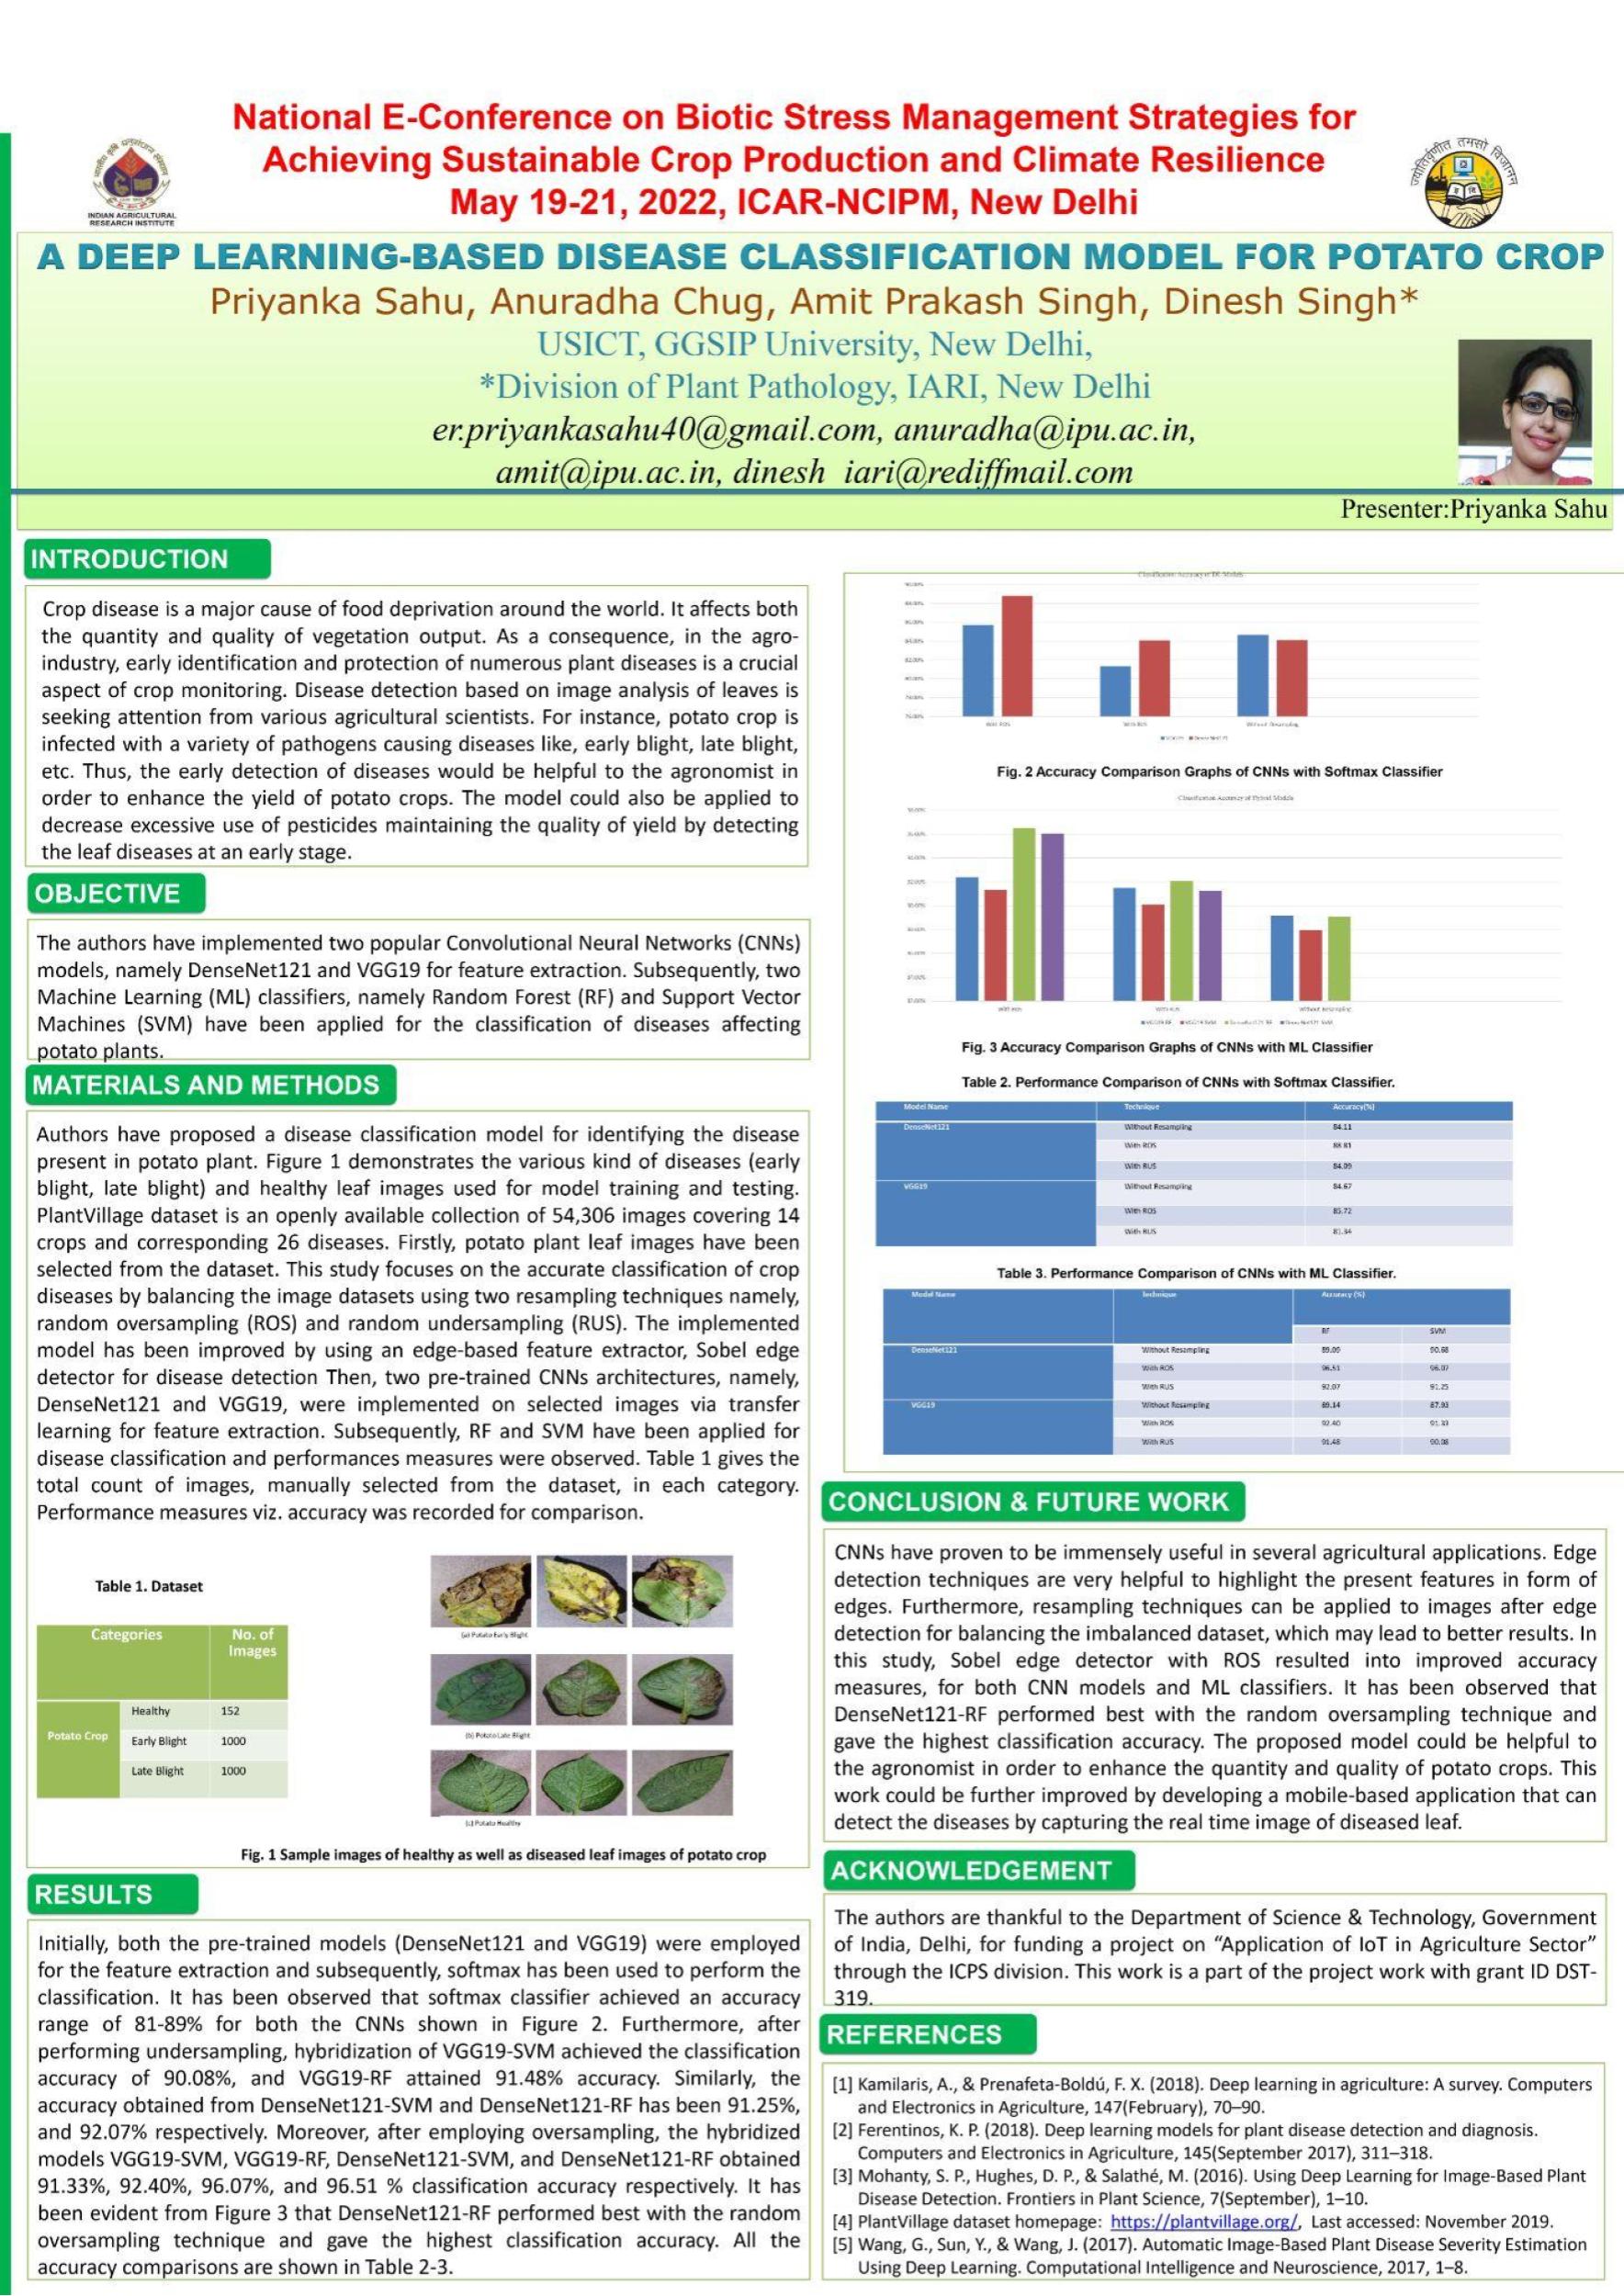 National E-Conference on Biotic Stress Management Strategies for
Achieving Sustainable Crop Production and Climate Resilience
May 19-21, 2022, ICAR-NCIPM, New Delhi
INDIAN AGRICULTURAL
RESEARCH INSTITUTE
A DEEP LEARNING-BASED DISEASE CLASSIFICATION MODEL FOR POTATO CROP
Priyanka Sahu, Anuradha Chug, Amit Prakash Singh, Dinesh Singh*
USICT, GGSIP University, New Delhi,
*Division of Plant Pathology, IARI, New Delhi
er.priyankasahu40@gmail.com, anuradha@ipu.ac.in,
amit@ipu.ac.in, dinesh iari@rediffmail.com
Presenter:Priyanka Sahu
INTRODUCTION
Crop disease is a major cause of food deprivation around the world. It affects both
the quantity and quality of vegetation output. As a consequence, in the agro-
industry, early identification and protection of numerous plant diseases is a crucial
aspect of crop monitoring. Disease detection based on image analysis of leaves is
seeking attention from various agricultural scientists. For instance, potato crop is
infected with a variety of pathogens causing diseases like, early blight, late blight,
etc. Thus, the early detection of diseases would be helpful to the agronomist in
order to enhance the yield of potato crops. The model could also be applied to
decrease excessive use of pesticides maintaining the quality of yield by detecting
the leaf diseases at an early stage.
OBJECTIVE
The authors have implemented two popular Convolutional Neural Networks (CNNs)
models, namely DenseNet121 and VGG19 for feature extraction. Subsequently, two
Machine Learning (ML) classifiers, namely Random Forest (RF) and Support Vector
Machines (SVM) have been applied for the classification of diseases affecting
potato plants.
MATERIALS AND METHODS
Authors have proposed a disease classification model for identifying the disease
present in potato plant. Figure 1 demonstrates the various kind of diseases (early
blight, late blight) and healthy leaf images used for model training and testing.
PlantVillage dataset is an openly available collection of 54,306 images covering 14
crops and corresponding 26 diseases. Firstly, potato plant leaf images have been
selected from the dataset. This study focuses on the accurate classification of crop
diseases by balancing the image datasets using two resampling techniques namely,
random oversampling (ROS) and random undersampling (RUS). The implemented
model has been improved by using an edge-based feature extractor, Sobel edge
detector for disease detection Then, two pre-trained CNNs architectures, namely,
DenseNet121 and VGG19, were implemented on selected images via transfer
learning for feature extraction. Subsequently, RF and SVM have been applied for
disease classification and performances measures were observed. Table 1 gives the
total count of images, manually selected from the dataset, in each category.
Performance measures viz. accuracy was recorded for comparison.
Table 1. Dataset
Categories No. of
Images
Potato Crop
Healthy 152
Early Blight 1000
Late Blight 1000
(a) Potato Early Blight
(b) Potato Late Blight
(c) Potato Healthy
Fig. 1 Sample images of healthy as well as diseased leaf images of potato crop
RESULTS
Initially, both the pre-trained models (DenseNet121 and VGG19) were employed
for the feature extraction and subsequently, softmax has been used to perform the
classification. It has been observed that softmax classifier achieved an accuracy
range of 81-89% for both the CNNs shown in Figure 2. Furthermore, after
performing undersampling, hybridization of VGG19-SVM achieved the classification
accuracy of 90.08%, and VGG19-RF attained 91.48% accuracy. Similarly, the
accuracy obtained from DenseNet121-SVM and DenseNet121-RF has been 91.25%,
and 92.07% respectively. Moreover, after employing oversampling, the hybridized
models VGG19-SVM, VGG19-RF, DenseNet121-SVM, and DenseNet121-RF obtained
91.33%, 92.40%, 96.07%, and 96.51 % classification accuracy respectively. It has
been evident from Figure 3 that DenseNet121-RF performed best with the random
oversampling technique and gave the highest classification accuracy. All the
accuracy comparisons are shown in Table 2-3.
Classification Accuracy of DL Models
With ROS With RUS Without Resampling
Fig. 2 Accuracy Comparison Graphs of CNNs with Softmax Classifier
Classification Accuracy of Hybrid Models
Fig. 3 Accuracy Comparison Graphs of CNNs with ML Classifier
Table 2. Performance Comparison of CNNs with Softmax Classifier.
Model Name Technique Accuracy(%)
DenseNet121 Without Resampling 84.11
With ROS 88.81
With RUS 84.09
VGG19 Without Resampling 84.67
With ROS 85.72
With RUS 81.34
Table 3. Performance Comparison of CNNs with ML Classifier.
Model Name Technique Accuracy (%)
RF SVM
DenseNet121 Without Resampling 89.09 90.68
With ROS 96.51 96.07
With RUS 92.07 91.25
VGG19 Without Resampling 89.14 87.93
With ROS 92.40 91.33
With RUS 91.48 90.08
CONCLUSION & FUTURE WORK
CNNs have proven to be immensely useful in several agricultural applications. Edge
detection techniques are very helpful to highlight the present features in form of
edges. Furthermore, resampling techniques can be applied to images after edge
detection for balancing the imbalanced dataset, which may lead to better results. In
this study, Sobel edge detector with ROS resulted into improved accuracy
measures, for both CNN models and ML classifiers. It has been observed that
DenseNet121-RF performed best with the random oversampling technique and
gave the highest classification accuracy. The proposed model could be helpful to
the agronomist in order to enhance the quantity and quality of potato crops. This
work could be further improved by developing a mobile-based application that can
detect the diseases by capturing the real time image of diseased leaf.
ACKNOWLEDGEMENT
The authors are thankful to the Department of Science & Technology, Government
of India, Delhi, for funding a project on “Application of IoT in Agriculture Sector”
through the ICPS division. This work is a part of the project work with grant ID DST-
319.
REFERENCES
[1] Kamilaris, A., & Prenafeta-Boldú, F. X. (2018). Deep learning in agriculture: A survey. Computers
and Electronics in Agriculture, 147(February), 70–90.
[2] Ferentinos, K. P. (2018). Deep learning models for plant disease detection and diagnosis.
Computers and Electronics in Agriculture, 145(September 2017), 311–318.
[3] Mohanty, S. P., Hughes, D. P., & Salathé, M. (2016). Using Deep Learning for Image-Based Plant
Disease Detection. Frontiers in Plant Science, 7(September), 1–10.
[4] PlantVillage dataset homepage: https://plantvillage.org/, Last accessed: November 2019.
[5] Wang, G., Sun, Y., & Wang, J. (2017). Automatic Image-Based Plant Disease Severity Estimation
Using Deep Learning. Computational Intelligence and Neuroscience, 2017, 1–8.